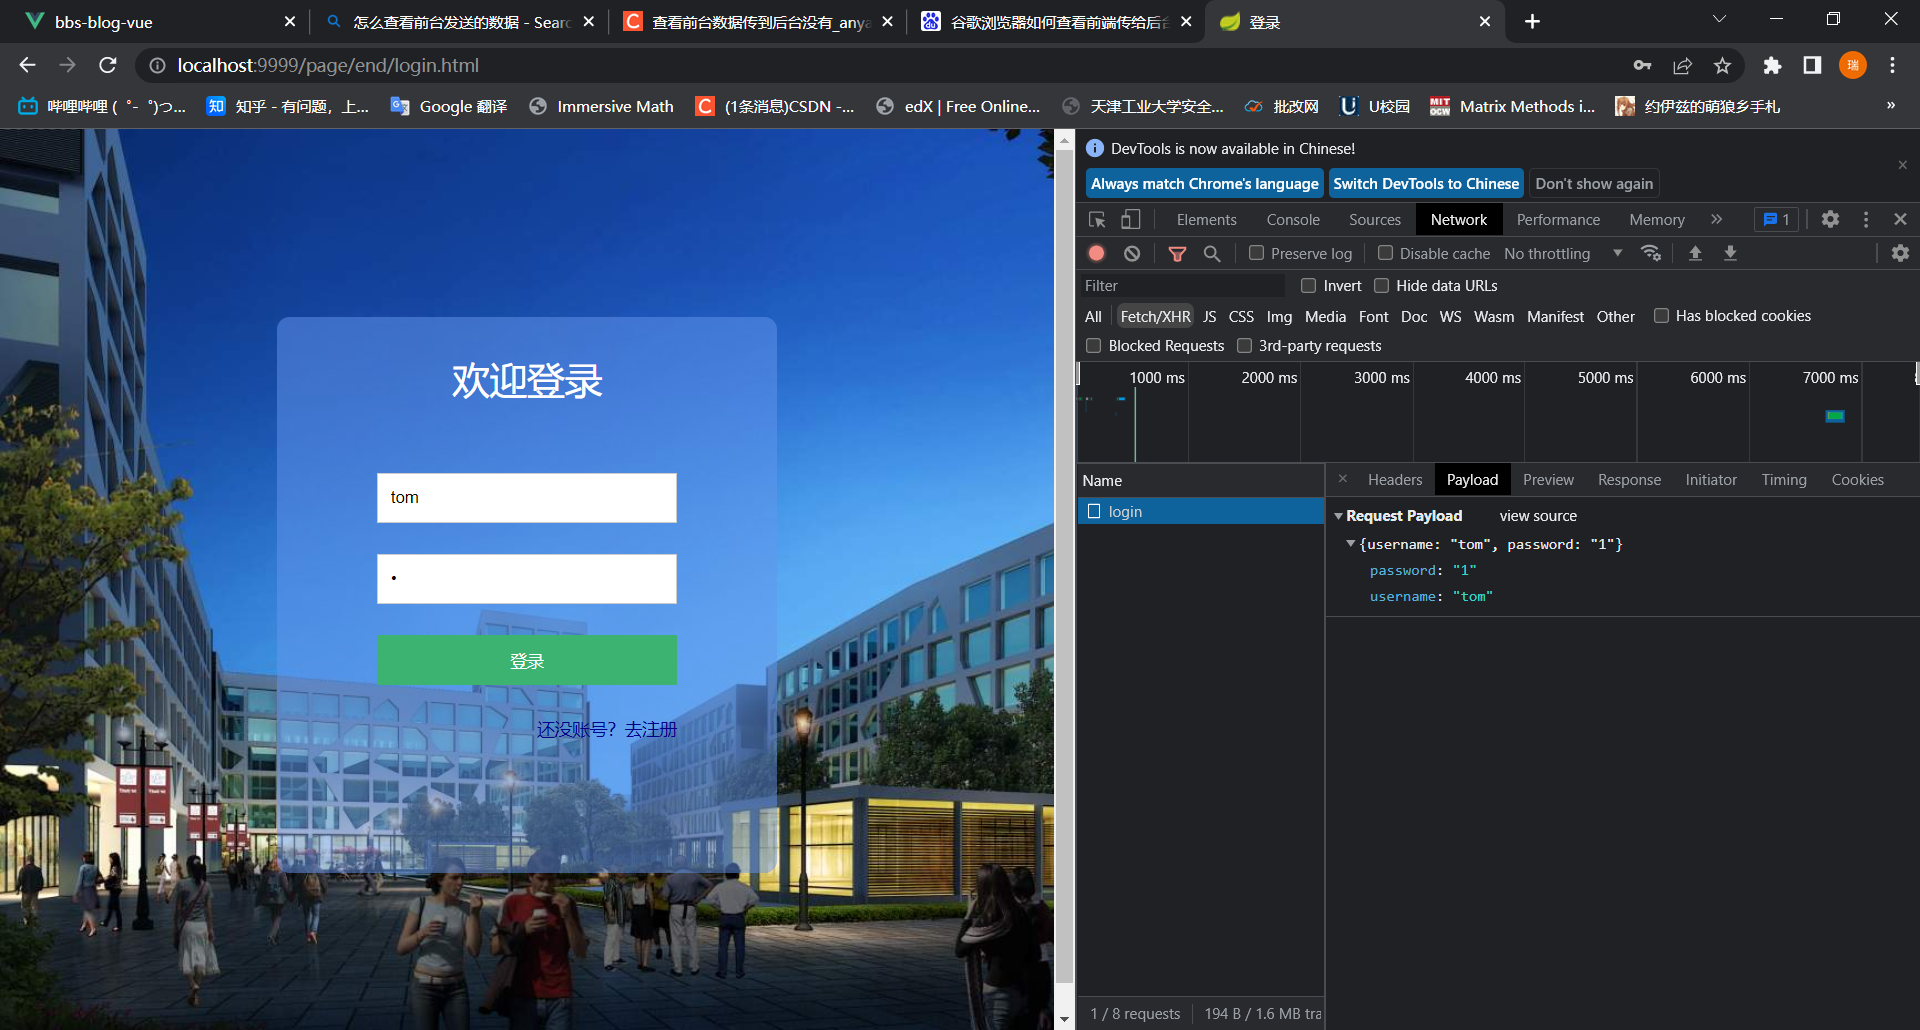 bbs-blog-vue
怎么查看前台发送的数据 - Searc
查看前台数据传到后台没有_anya
谷歌浏览器如何查看前端传给后台
登录
localhost:9999/page/end/login.html
瑞
哔哩哔哩 (゜-゜)つ...
知乎 - 有问题，上...
Google 翻译
Immersive Math
(1条消息)CSDN -...
edX | Free Online...
天津工业大学安全...
批改网
U校园
Matrix Methods i...
约伊兹的萌狼乡手札
»
欢迎登录
tom
•
登录
还没账号？去注册
DevTools is now available in Chinese!
Always match Chrome's language
Switch DevTools to Chinese
Don't show again
Elements
Console
Sources
Network
Performance
Memory
»
1
Preserve log
Disable cache
No throttling
Filter
Invert
Hide data URLs
All
Fetch/XHR
JS
CSS
Img
Media
Font
Doc
WS
Wasm
Manifest
Other
Has blocked cookies
Blocked Requests
3rd-party requests
1000 ms
2000 ms
3000 ms
4000 ms
5000 ms
6000 ms
7000 ms
Name
login
Headers
Payload
Preview
Response
Initiator
Timing
Cookies
Request Payload
view source
{username: "tom", password: "1"}
password: "1"
username: "tom"
1 / 8 requests
194 B / 1.6 MB tra